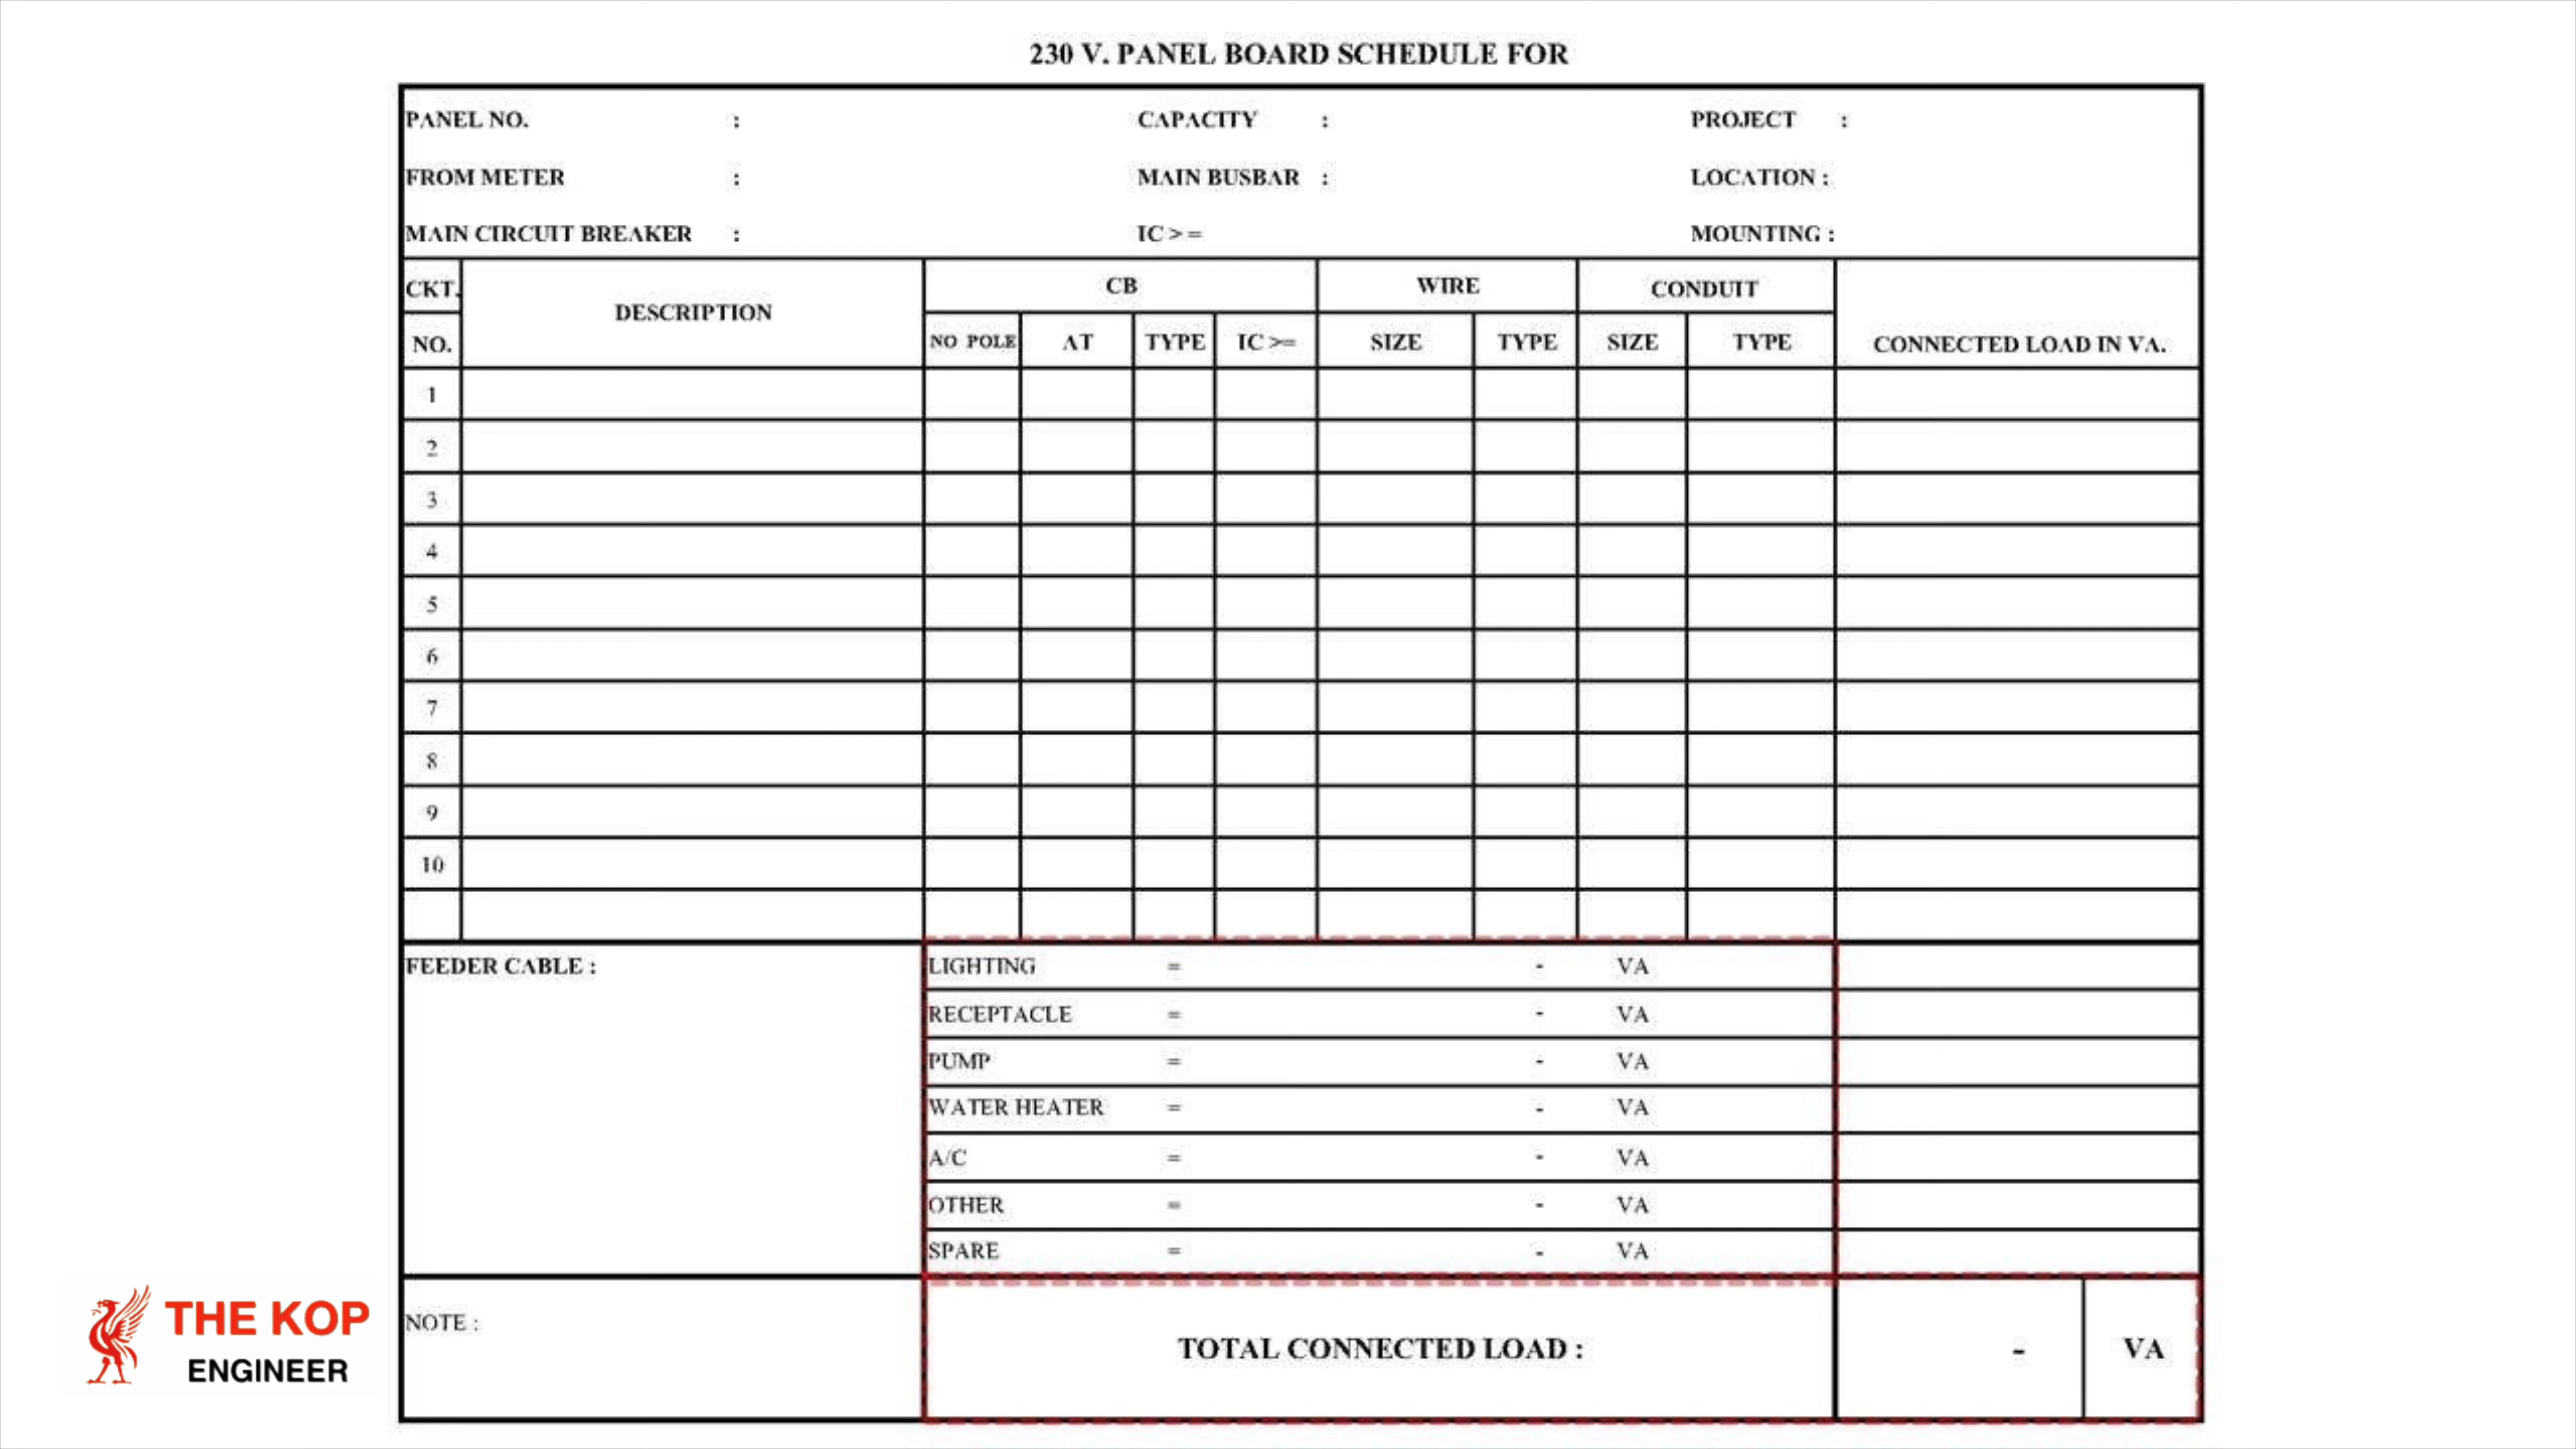 230 V. PANEL BOARD SCHEDULE FOR
PANEL NO. : CAPACITY : PROJECT :
FROM METER : MAIN BUSBAR : LOCATION :
MAIN CIRCUIT BREAKER : IC >= MOUNTING :
CKT. DESCRIPTION CB WIRE CONDUIT
NO. NO POLE AT TYPE IC >= SIZE TYPE SIZE TYPE CONNECTED LOAD IN VA.
1
2
3
4
5
6
7
8
9
10
FEEDER CABLE : LIGHTING = - VA
RECEPTACLE = - VA
PUMP = - VA
WATER HEATER = - VA
A/C = - VA
OTHER = - VA
SPARE = - VA
NOTE :
TOTAL CONNECTED LOAD : - VA
THE KOP
ENGINEER